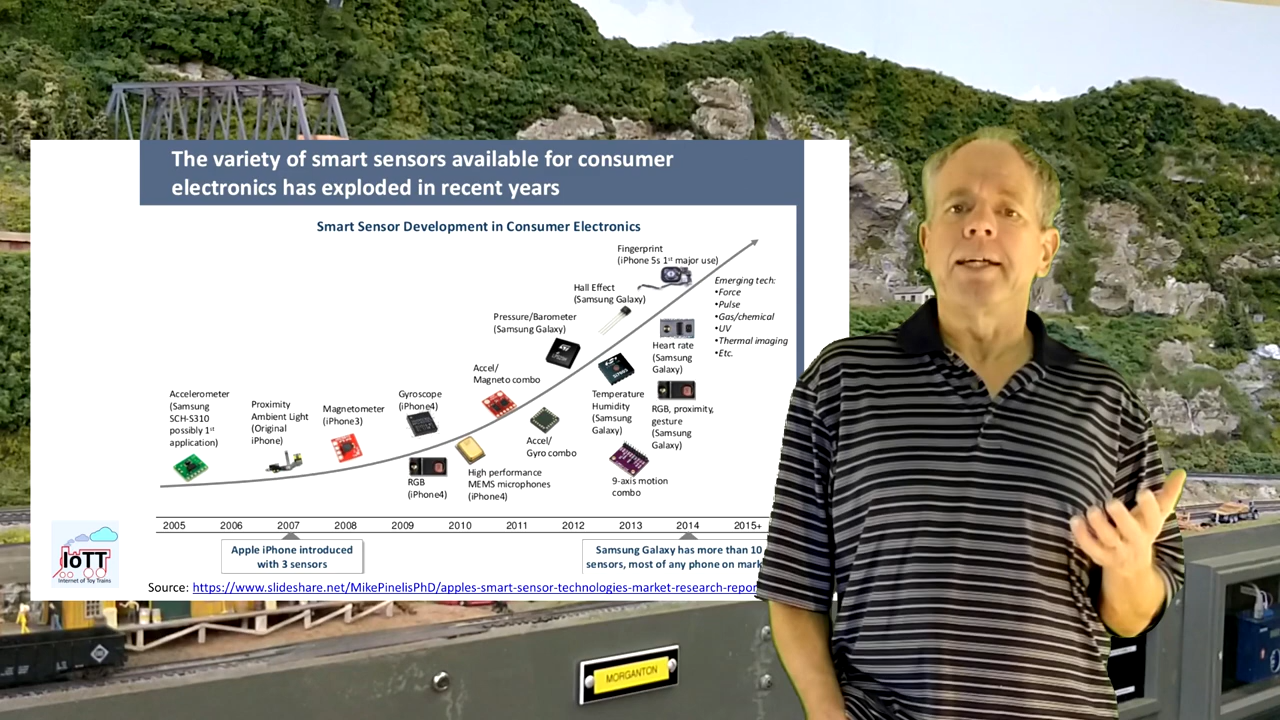 The variety of smart sensors available for consumer
electronics has exploded in recent years
Smart Sensor Development in Consumer Electronics
Fingerprint
(iPhone 5s 1st major use)
Hall Effect
(Samsung Galaxy)
Pressure/Barometer
(Samsung Galaxy)
Emerging tech:
•Force
•Pulse
•Gas/chemical
•UV
•Thermal imaging
•Etc.
Heart rate
(Samsung
Galaxy)
Accel/
Magneto combo
Temperature
Humidity
(Samsung
Galaxy)
RGB, proximity,
gesture
(Samsung
Galaxy)
Accelerometer
(Samsung
SCH-S310
possibly 1st
application)
Proximity
Ambient Light
(Original
iPhone)
Magnetometer
(iPhone3)
Gyroscope
(iPhone4)
Accel/
Gyro combo
RGB
(iPhone4)
High performance
MEMS microphones
(iPhone4)
9-axis motion
combo
2005 2006 2007 2008 2009 2010 2011 2012 2013 2014 2015+
Apple iPhone introduced
with 3 sensors
Samsung Galaxy has more than 10
sensors, most of any phone on
IoTT
Internet of Toy Trains
Source: https://www.slideshare.net/MikePinelisPhD/apples-smart-sensor-technologies-market-research-repor
MORGANTON